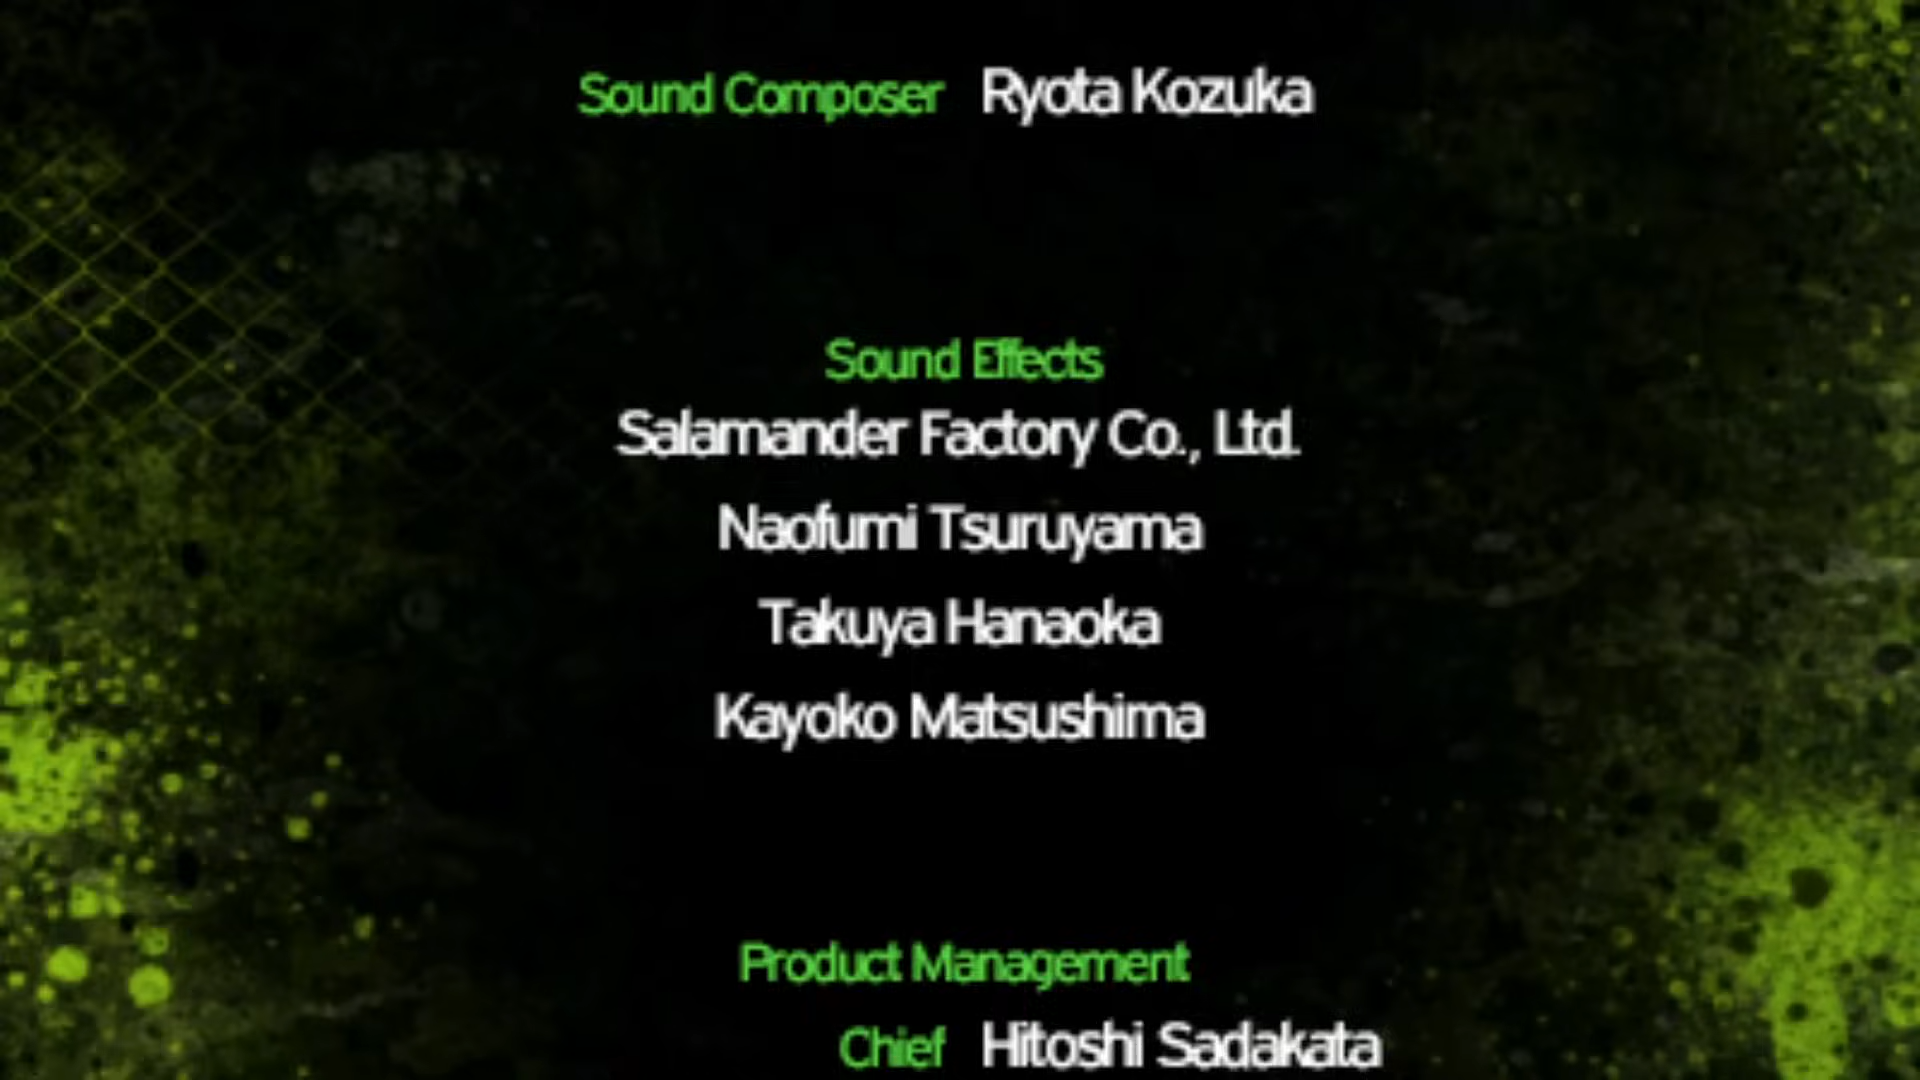 Sound Composer Ryota Kozuka
Sound Effects
Salamander Factory Co., Ltd.
Naofumi Tsuruyama
Takuya Hanaoka
Kayoko Matsushima
Product Management
Chief Hitoshi Sadakata